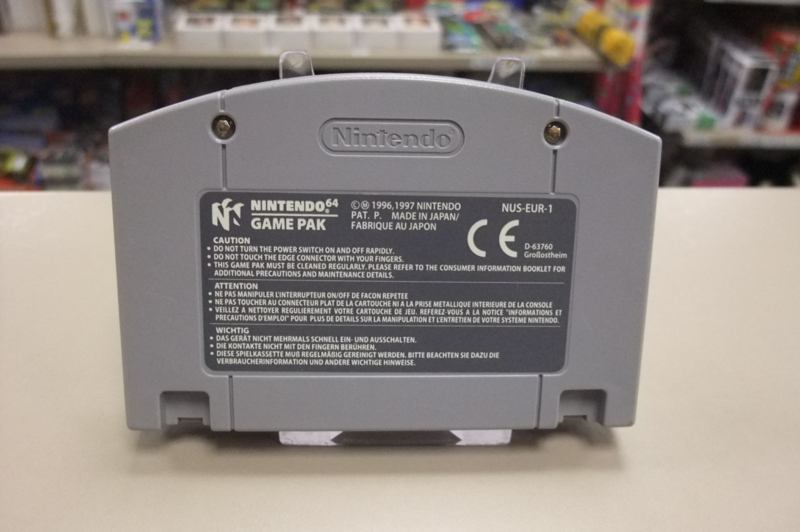 Nintendo®
NINTENDO 64
GAME PAK
©Ⓜ 1996,1997 NINTENDO
PAT. P. MADE IN JAPAN/
FABRIQUE AU JAPON
NUS-EUR-1
CE
D-63760
Großostheim
CAUTION
• DO NOT TURN THE POWER SWITCH ON AND OFF RAPIDLY.
• DO NOT TOUCH THE EDGE CONNECTOR WITH YOUR FINGERS.
• THIS GAME PAK MUST BE CLEANED REGULARLY. PLEASE REFER TO THE CONSUMER INFORMATION BOOKLET FOR
ADDITIONAL PRECAUTIONS AND MAINTENANCE DETAILS.
ATTENTION
• NE PAS MANIPULER L'INTERRUPTEUR ON/OFF DE FACON REPETEE
• NE PAS TOUCHER AU CONNECTEUR PLAT DE LA CARTOUCHE NI A LA PRISE METALLIQUE INTERIEURE DE LA CONSOLE
• VEILLEZ A NETTOYER REGULIEREMENT VOTRE CARTOUCHE DE JEU. REFEREZ-VOUS A LA NOTICE "INFORMATIONS ET
PRECAUTIONS D'EMPLOI" POUR PLUS DE DETAILS SUR LA MANIPULATION ET L'ENTRETIEN DE VOTRE SYSTEME NINTENDO.
WICHTIG
• DAS GERÄT NICHT MEHRMALS SCHNELL EIN- UND AUSSCHALTEN.
• DIE KONTAKTE NICHT MIT DEN FINGERN BERÜHREN.
• DIESE SPIELKASSETTE MUß REGELMÄßIG GEREINIGT WERDEN. BITTE BEACHTEN SIE DAZU DIE
VERBRAUCHERINFORMATION UND ANDERE WICHTIGE HINWEISE.